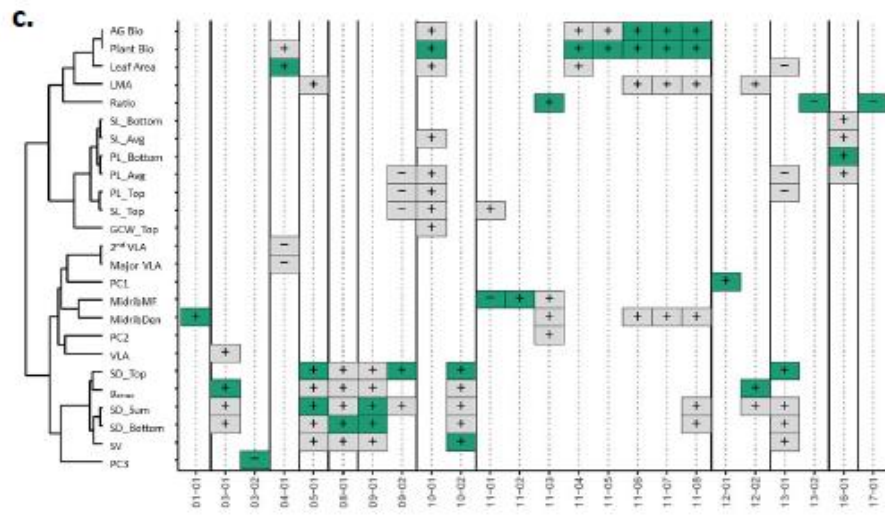 c.
AG Bio + + + + + +
Plant Bio + + + + + + +
Leaf Area + + + −
LMA + + + + +
Ratio + − −
SL_Bottom +
SL_Avg + +
PL_Bottom +
PL_Avg − + − +
PL_Top − + −
SL_Top − + +
GCW_Top +
2nd VLA −
Major VLA −
PC1 +
MidribMF − + +
MidribDen + + + + +
PC2 +
VLA +
SD_Top + + + + + +
+ + + + + +
SD_Sum + + + + + + + + +
SD_Bottom + + + + + + +
SV + + + + +
PC3 −
01-01 03-01 03-02 04-01 05-01 08-01 09-01 09-02 10-01 10-02 11-01 11-02 11-03 11-04 11-05 11-06 11-07 11-08 12-01 12-02 13-01 13-02 16-01 17-01